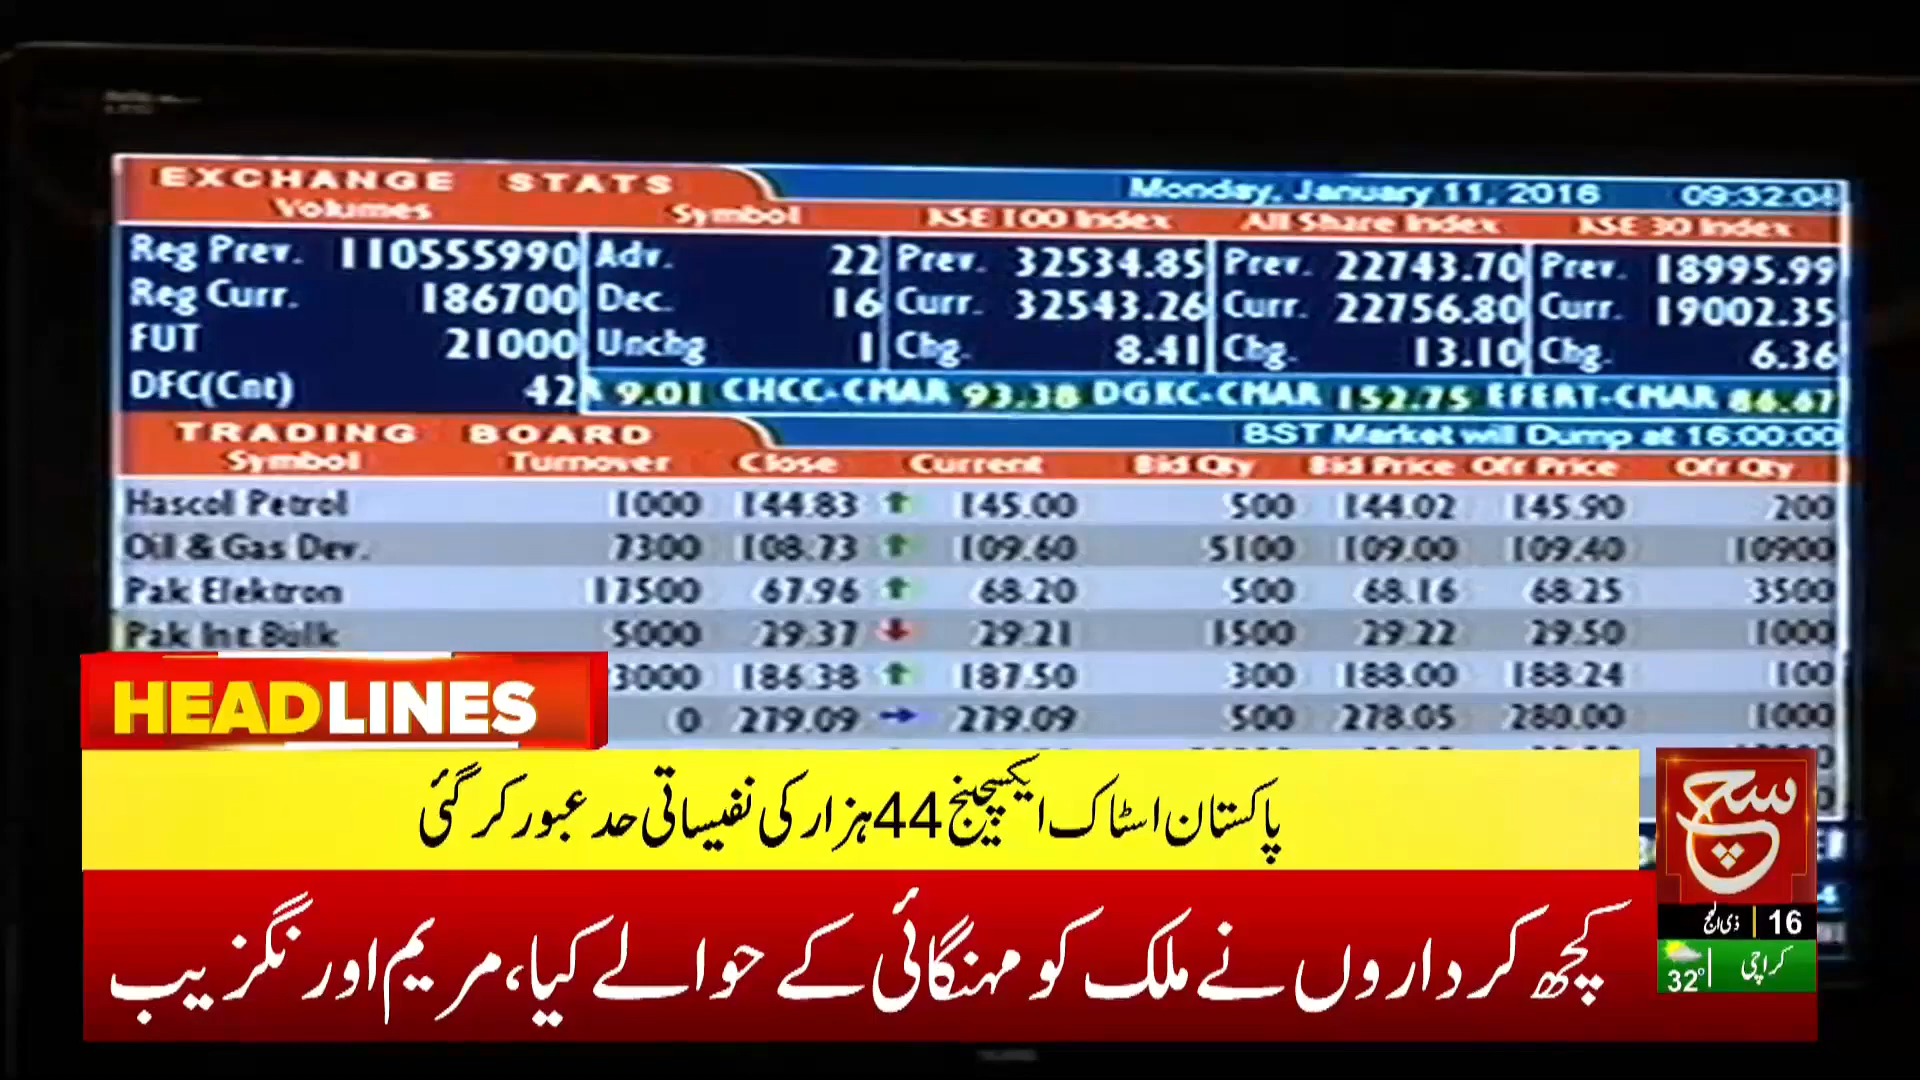 EXCHANGE STATS
Monday, January 11, 2016 09:32:04
Volumes Symbol KSE 100 Index All Share Index KSE 30 Index
Reg Prev. 110555990 Adv. 22 Prev. 32534.85 Prev. 22743.70 Prev. 18995.99
Reg Curr. 186700 Dec. 16 Curr. 32543.26 Curr. 22756.80 Curr. 19002.35
FUT 21000 Unchg 1 Chg. 8.41 Chg. 13.10 Chg. 6.36
DFC(Cnt) 42 R 9.01 CHCC-CMAR 93.38 DGKC-CMAR 152.75 EFERT-CMAR 86.67
TRADING BOARD
BST Market will Dump at 16:00:00
Symbol Turnover Close Current Bid Qty Bid Price Ofr Price Ofr Qty
Hascol Petrol 1000 144.83 ↑ 145.00 500 144.02 145.90 200
Oil & Gas Dev. 7300 108.73 ↑ 109.60 5100 109.00 109.40 10900
Pak Elektron 17500 67.96 ↑ 68.20 500 68.16 68.25 3500
Pak Int Bulk 5000 29.37 ↓ 29.21 1500 29.22 29.50 1000
3000 186.38 ↑ 187.50 300 188.00 188.24 100
0 279.09 → 279.09 500 278.05 280.00 1000
HEADLINES
پاکستان اسٹاک ایکسچینج 44 ہزار کی نفیساتی حد عبور کر گئی
کچھ کرداروں نے ملک کو مہنگائی کے حوالے کیا، مریم اورنگزیب
سچ
16 ذی الحج
کراچی 32°